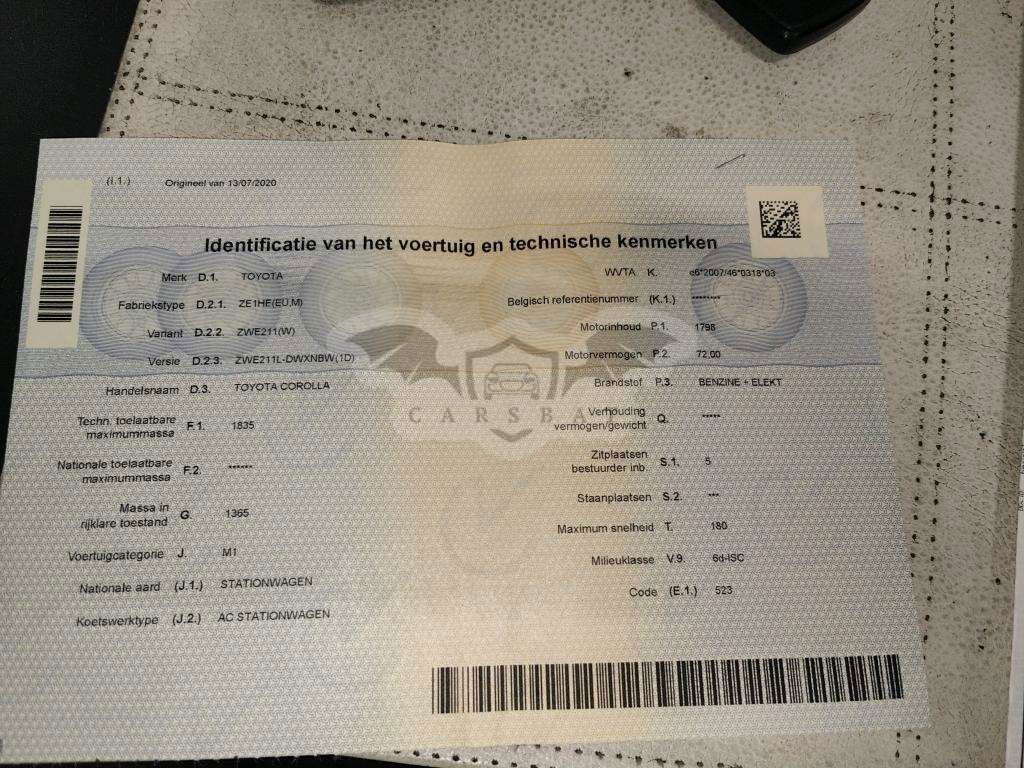 (I.1.) Origineel van 13/07/2020
Identificatie van het voertuig en technische kenmerken
Merk D.1. TOYOTA
Fabriekstype D.2.1. ZE1HE(EU,M)
Variant D.2.2. ZWE211(W)
Versie D.2.3. ZWE211L-DWXNBW(1D)
Handelsnaam D.3. TOYOTA COROLLA
Techn. toelaatbare
maximummassa F.1. 1835
Nationale toelaatbare
maximummassa F.2. ******
Massa in
rijklare toestand G. 1365
Voertuigcategorie J. M1
Nationale aard (J.1.) STATIONWAGEN
Koetswerktype (J.2.) AC STATIONWAGEN
WVTA K. e6*2007/46*0318*03
Belgisch referentienummer (K.1.) ********
Motorinhoud P.1. 1798
Motorvermogen P.2. 72,00
Brandstof P.3. BENZINE + ELEKT
Verhouding
vermogen/gewicht Q. *****
Zitplaatsen
bestuurder inb. S.1. 5
Staanplaatsen S.2. ***
Maximum snelheid T. 180
Milieuklasse V.9. 6d-ISC
Code (E.1.) 523
CARSBA